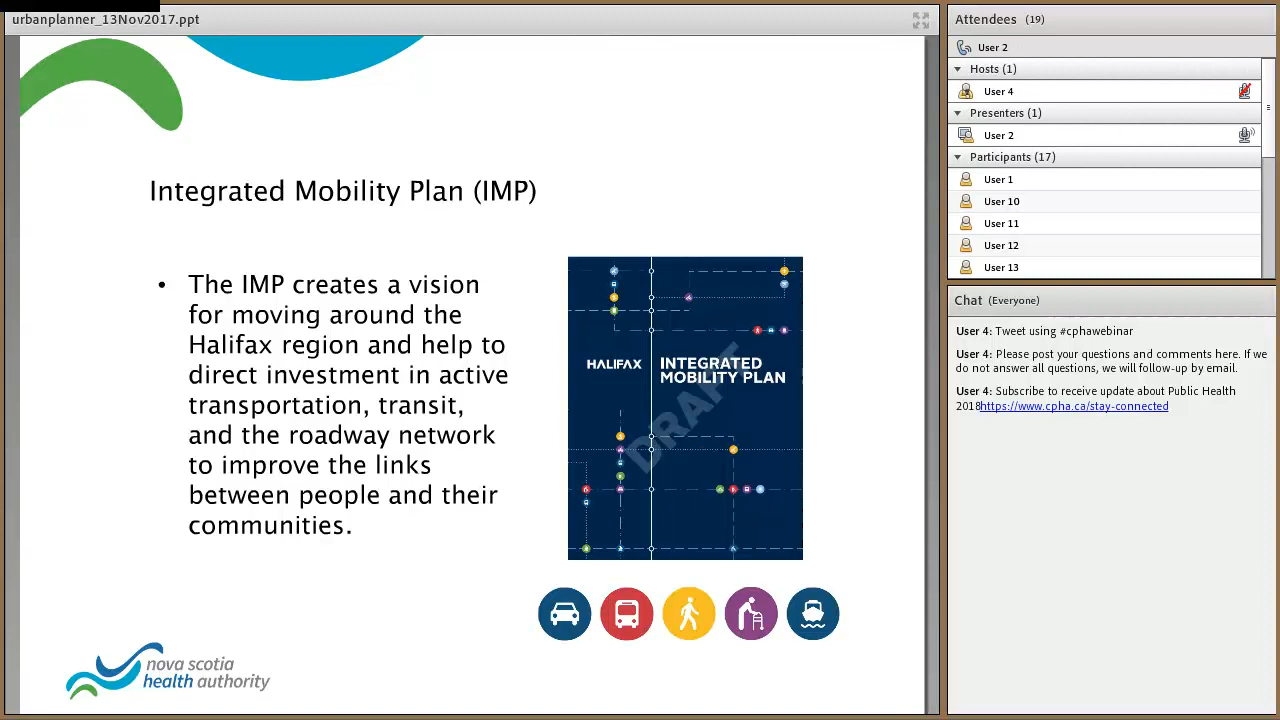 urbanplanner_13Nov2017.ppt
Integrated Mobility Plan (IMP)
• The IMP creates a vision
for moving around the
Halifax region and help to
direct investment in active
transportation, transit,
and the roadway network
to improve the links
between people and their
communities.
HALIFAX
INTEGRATED
MOBILITY PLAN
DRAFT
nova scotia
health authority
Attendees (19)
User 2
Hosts (1)
User 4
Presenters (1)
User 2
Participants (17)
User 1
User 10
User 11
User 12
User 13
Chat (Everyone)
User 4: Tweet using #cphawebinar
User 4: Please post your questions and comments here. If we
do not answer all questions, we will follow-up by email.
User 4: Subscribe to receive update about Public Health
2018https://www.cpha.ca/stay-connected